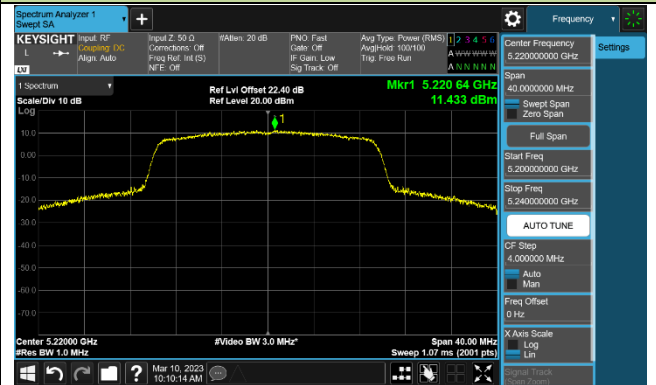 Spectrum Analyzer 1
Swept SA
Frequency
KEYSIGHT
L
Input: RF
Coupling: DC
Align: Auto
Input Z: 50 Ω
Corrections: Off
Freq Ref: Int (S)
NFE: Off
#Atten: 20 dB
PNO: Fast
Gate: Off
IF Gain: Low
Sig Track: Off
Avg Type: Power (RMS)
Avg|Hold: 100/100
Trig: Free Run
1 2 3 4 5 6
A W W W W W
A N N N N N
Center Frequency
5.220000000 GHz
Settings
Span
40.0000000 MHz
Swept Span
Zero Span
Full Span
Start Freq
5.200000000 GHz
Stop Freq
5.240000000 GHz
AUTO TUNE
CF Step
4.000000 MHz
Auto
Man
Freq Offset
0 Hz
X Axis Scale
Log
Lin
Signal Track
(Span Zoom)
1 Spectrum
Scale/Div 10 dB
Log
Ref Lvl Offset 22.40 dB
Ref Level 20.00 dBm
Mkr1 5.220 64 GHz
11.433 dBm
1
10.0
0.00
-10.0
-20.0
-30.0
-40.0
-50.0
-60.0
-70.0
Center 5.22000 GHz
#Res BW 1.0 MHz
#Video BW 3.0 MHz*
Span 40.00 MHz
Sweep 1.07 ms (2001 pts)
Mar 10, 2023
10:10:14 AM